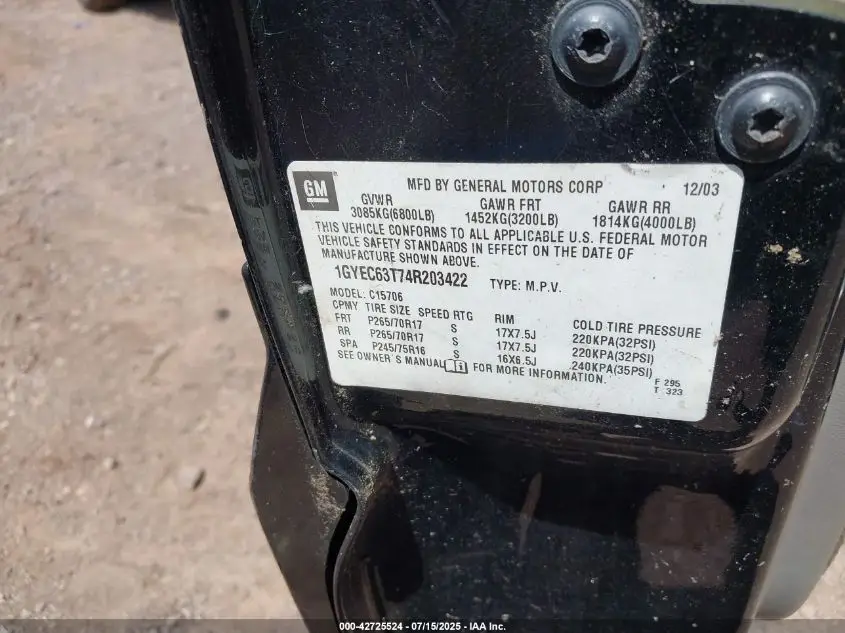 GM
MFD BY GENERAL MOTORS CORP 12/03
GVWR GAWR FRT GAWR RR
3085KG(6800LB) 1452KG(3200LB) 1814KG(4000LB)
THIS VEHICLE CONFORMS TO ALL APPLICABLE U.S. FEDERAL MOTOR
VEHICLE SAFETY STANDARDS IN EFFECT ON THE DATE OF
MANUFACTURE SHOWN ABOVE.
1GYEC63T74R203422 TYPE: M.P.V.
MODEL: C15706
CPMY TIRE SIZE SPEED RTG RIM COLD TIRE PRESSURE
FRT P265/70R17 S 17X7.5J 220KPA(32PSI)
RR P265/70R17 S 17X7.5J 220KPA(32PSI)
SPA P245/75R16 S 16X6.5J 240KPA(35PSI)
SEE OWNER'S MANUAL FOR MORE INFORMATION.
F 295
T 323
000-42725524 07/15/2025 IAA Inc.